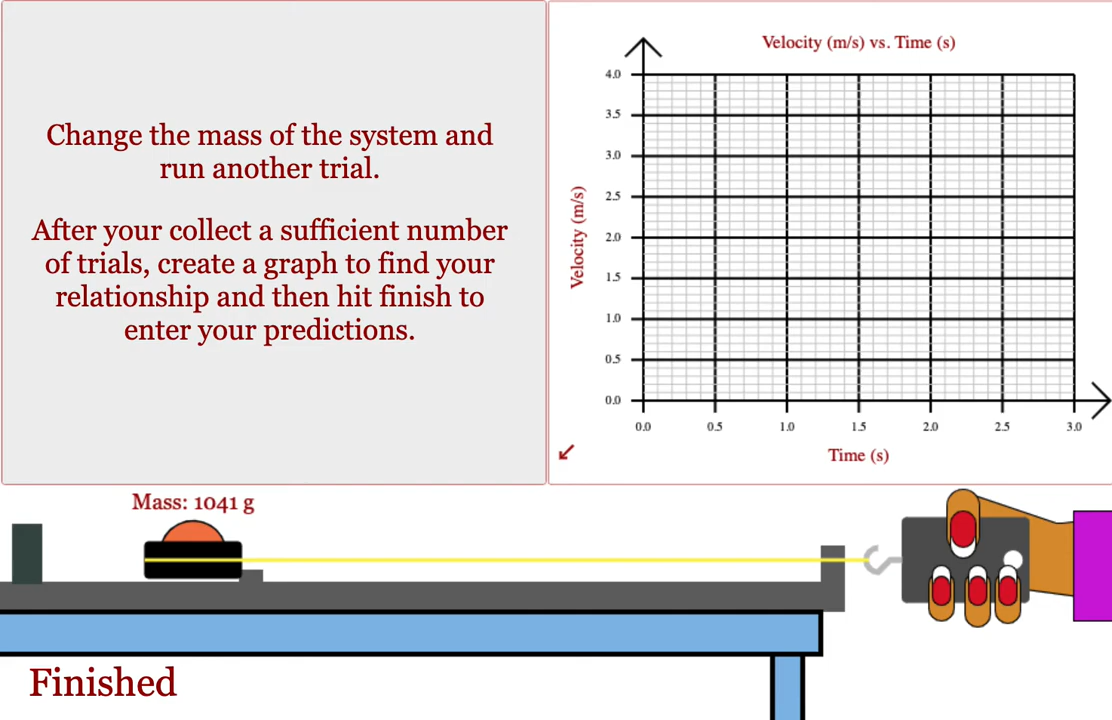 Change the mass of the system and
run another trial.
After your collect a sufficient number
of trials, create a graph to find your
relationship and then hit finish to
enter your predictions.
Velocity (m/s) vs. Time (s)
4.0
3.5
3.0
2.5
2.0
1.5
1.0
0.5
0.0
Velocity (m/s)
0.0 0.5 1.0 1.5 2.0 2.5 3.0
Time (s)
Mass: 1041 g
Finished